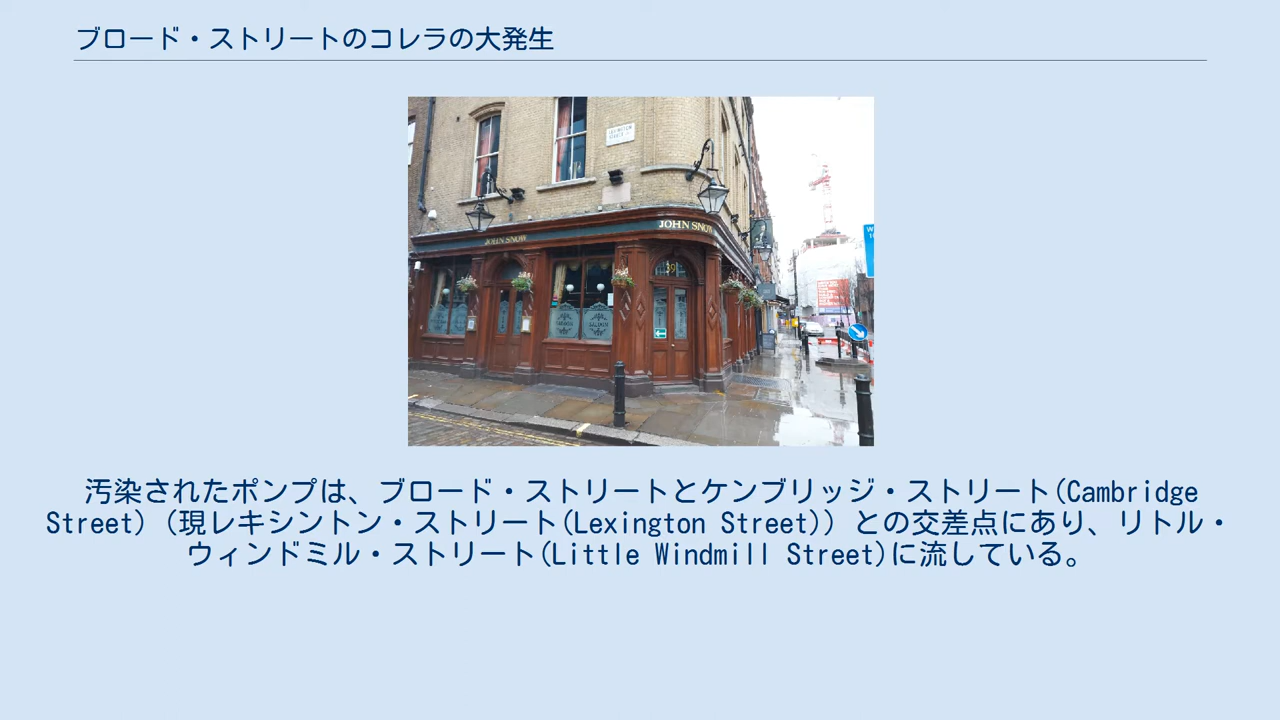 ブロード・ストリートのコレラの大発生
LEXINGTON
STREET
JOHN SNOW
JOHN SNOW
39
汚染されたポンプは、ブロード・ストリートとケンブリッジ・ストリート(Cambridge
Street) (現レキシントン・ストリート(Lexington Street)) との交差点にあり、リトル・
ウィンドミル・ストリート(Little Windmill Street)に流している。